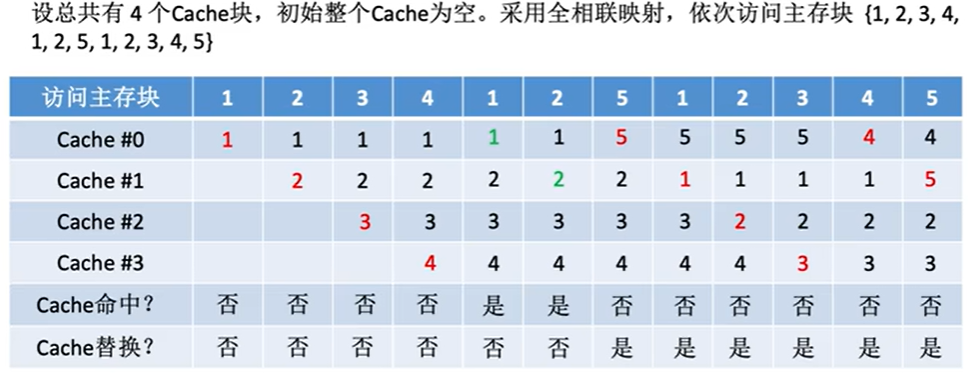 设总共有 4 个Cache块，初始整个Cache为空。采用全相联映射，依次访问主存块 {1, 2, 3, 4,
1, 2, 5, 1, 2, 3, 4, 5}
访问主存块 1 2 3 4 1 2 5 1 2 3 4 5
Cache #0 1 1 1 1 1 1 5 5 5 5 4 4
Cache #1 2 2 2 2 2 2 1 1 1 1 5
Cache #2 3 3 3 3 3 3 2 2 2 2
Cache #3 4 4 4 4 4 4 3 3 3
Cache命中？ 否 否 否 否 是 是 否 否 否 否 否 否
Cache替换？ 否 否 否 否 否 否 是 是 是 是 是 是